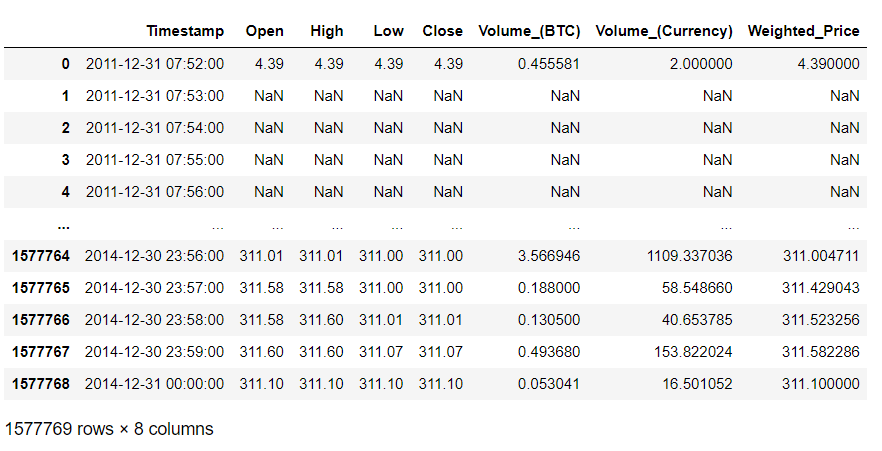 Timestamp Open High Low Close Volume_(BTC) Volume_(Currency) Weighted_Price
0 2011-12-31 07:52:00 4.39 4.39 4.39 4.39 0.455581 2.000000 4.390000
1 2011-12-31 07:53:00 NaN NaN NaN NaN NaN NaN NaN
2 2011-12-31 07:54:00 NaN NaN NaN NaN NaN NaN NaN
3 2011-12-31 07:55:00 NaN NaN NaN NaN NaN NaN NaN
4 2011-12-31 07:56:00 NaN NaN NaN NaN NaN NaN NaN
... ... ... ... ... ... ... ... ...
1577764 2014-12-30 23:56:00 311.01 311.01 311.00 311.00 3.566946 1109.337036 311.004711
1577765 2014-12-30 23:57:00 311.58 311.58 311.00 311.00 0.188000 58.548660 311.429043
1577766 2014-12-30 23:58:00 311.58 311.60 311.01 311.01 0.130500 40.653785 311.523256
1577767 2014-12-30 23:59:00 311.60 311.60 311.07 311.07 0.493680 153.822024 311.582286
1577768 2014-12-31 00:00:00 311.10 311.10 311.10 311.10 0.053041 16.501052 311.100000
1577769 rows × 8 columns